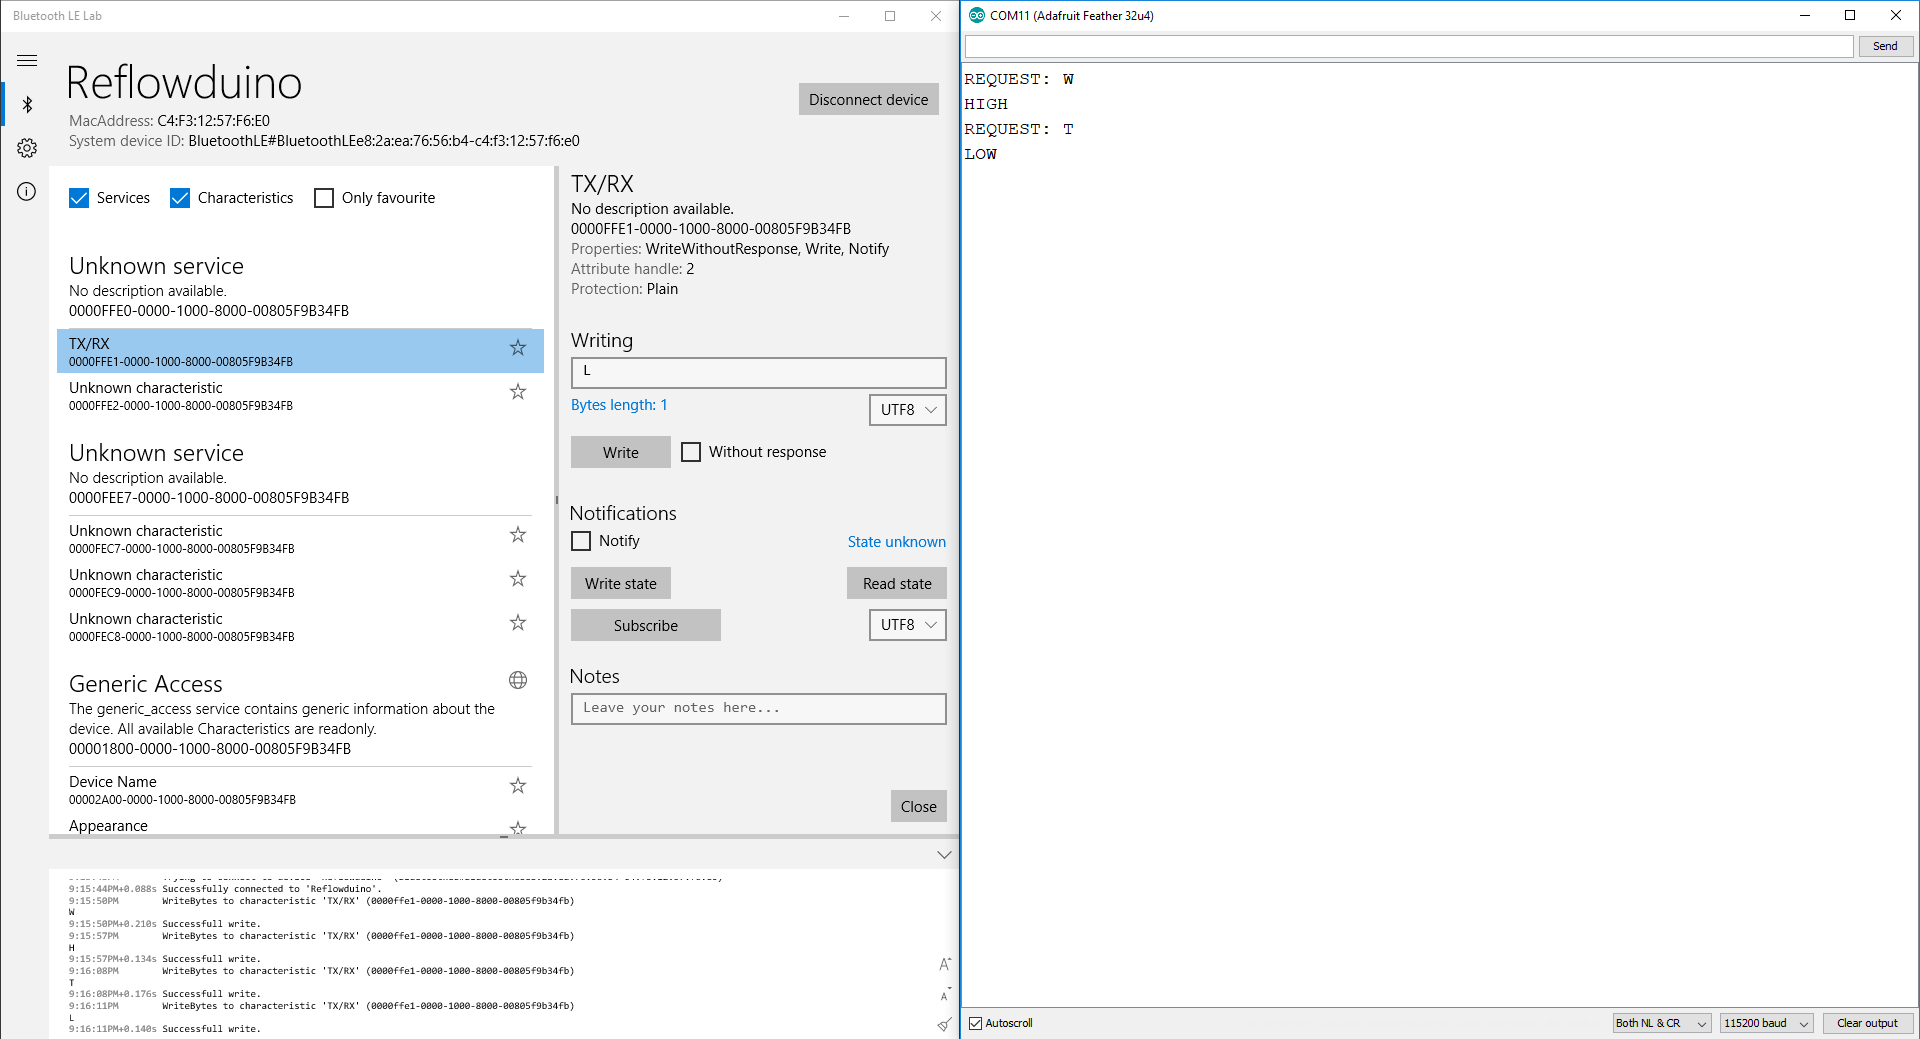 Bluetooth LE Lab
Reflowduino
MacAddress: C4:F3:12:57:F6:E0
System device ID: BluetoothLE#BluetoothLEe8:2a:ea:76:56:b4-c4:f3:12:57:f6:e0
Disconnect device
Services Characteristics Only favourite
Unknown service
No description available.
0000FFE0-0000-1000-8000-00805F9B34FB
TX/RX
0000FFE1-0000-1000-8000-00805F9B34FB
Unknown characteristic
0000FFE2-0000-1000-8000-00805F9B34FB
Unknown service
No description available.
0000FEE7-0000-1000-8000-00805F9B34FB
Unknown characteristic
0000FEC7-0000-1000-8000-00805F9B34FB
Unknown characteristic
0000FEC9-0000-1000-8000-00805F9B34FB
Unknown characteristic
0000FEC8-0000-1000-8000-00805F9B34FB
Generic Access
The generic_access service contains generic information about the
device. All available Characteristics are readonly.
00001800-0000-1000-8000-00805F9B34FB
Device Name
00002A00-0000-1000-8000-00805F9B34FB
Appearance
TX/RX
No description available.
0000FFE1-0000-1000-8000-00805F9B34FB
Properties: WriteWithoutResponse, Write, Notify
Attribute handle: 2
Protection: Plain
Writing
L
Bytes length: 1
UTF8
Write
Without response
Notifications
Notify
State unknown
Write state
Read state
Subscribe
UTF8
Notes
Leave your notes here...
Close
9:15:44PM+0.088s Successfully connected to 'Reflowduino'.
9:15:50PM WriteBytes to characteristic 'TX/RX' (0000ffe1-0000-1000-8000-00805f9b34fb)
W
9:15:50PM+0.210s Successfull write.
9:15:57PM WriteBytes to characteristic 'TX/RX' (0000ffe1-0000-1000-8000-00805f9b34fb)
H
9:15:57PM+0.134s Successfull write.
9:16:08PM WriteBytes to characteristic 'TX/RX' (0000ffe1-0000-1000-8000-00805f9b34fb)
T
9:16:08PM+0.176s Successfull write.
9:16:11PM WriteBytes to characteristic 'TX/RX' (0000ffe1-0000-1000-8000-00805f9b34fb)
L
9:16:11PM+0.140s Successfull write.
A
A
COM11 (Adafruit Feather 32u4)
Send
REQUEST: W
HIGH
REQUEST: T
LOW
Autoscroll
Both NL & CR
115200 baud
Clear output